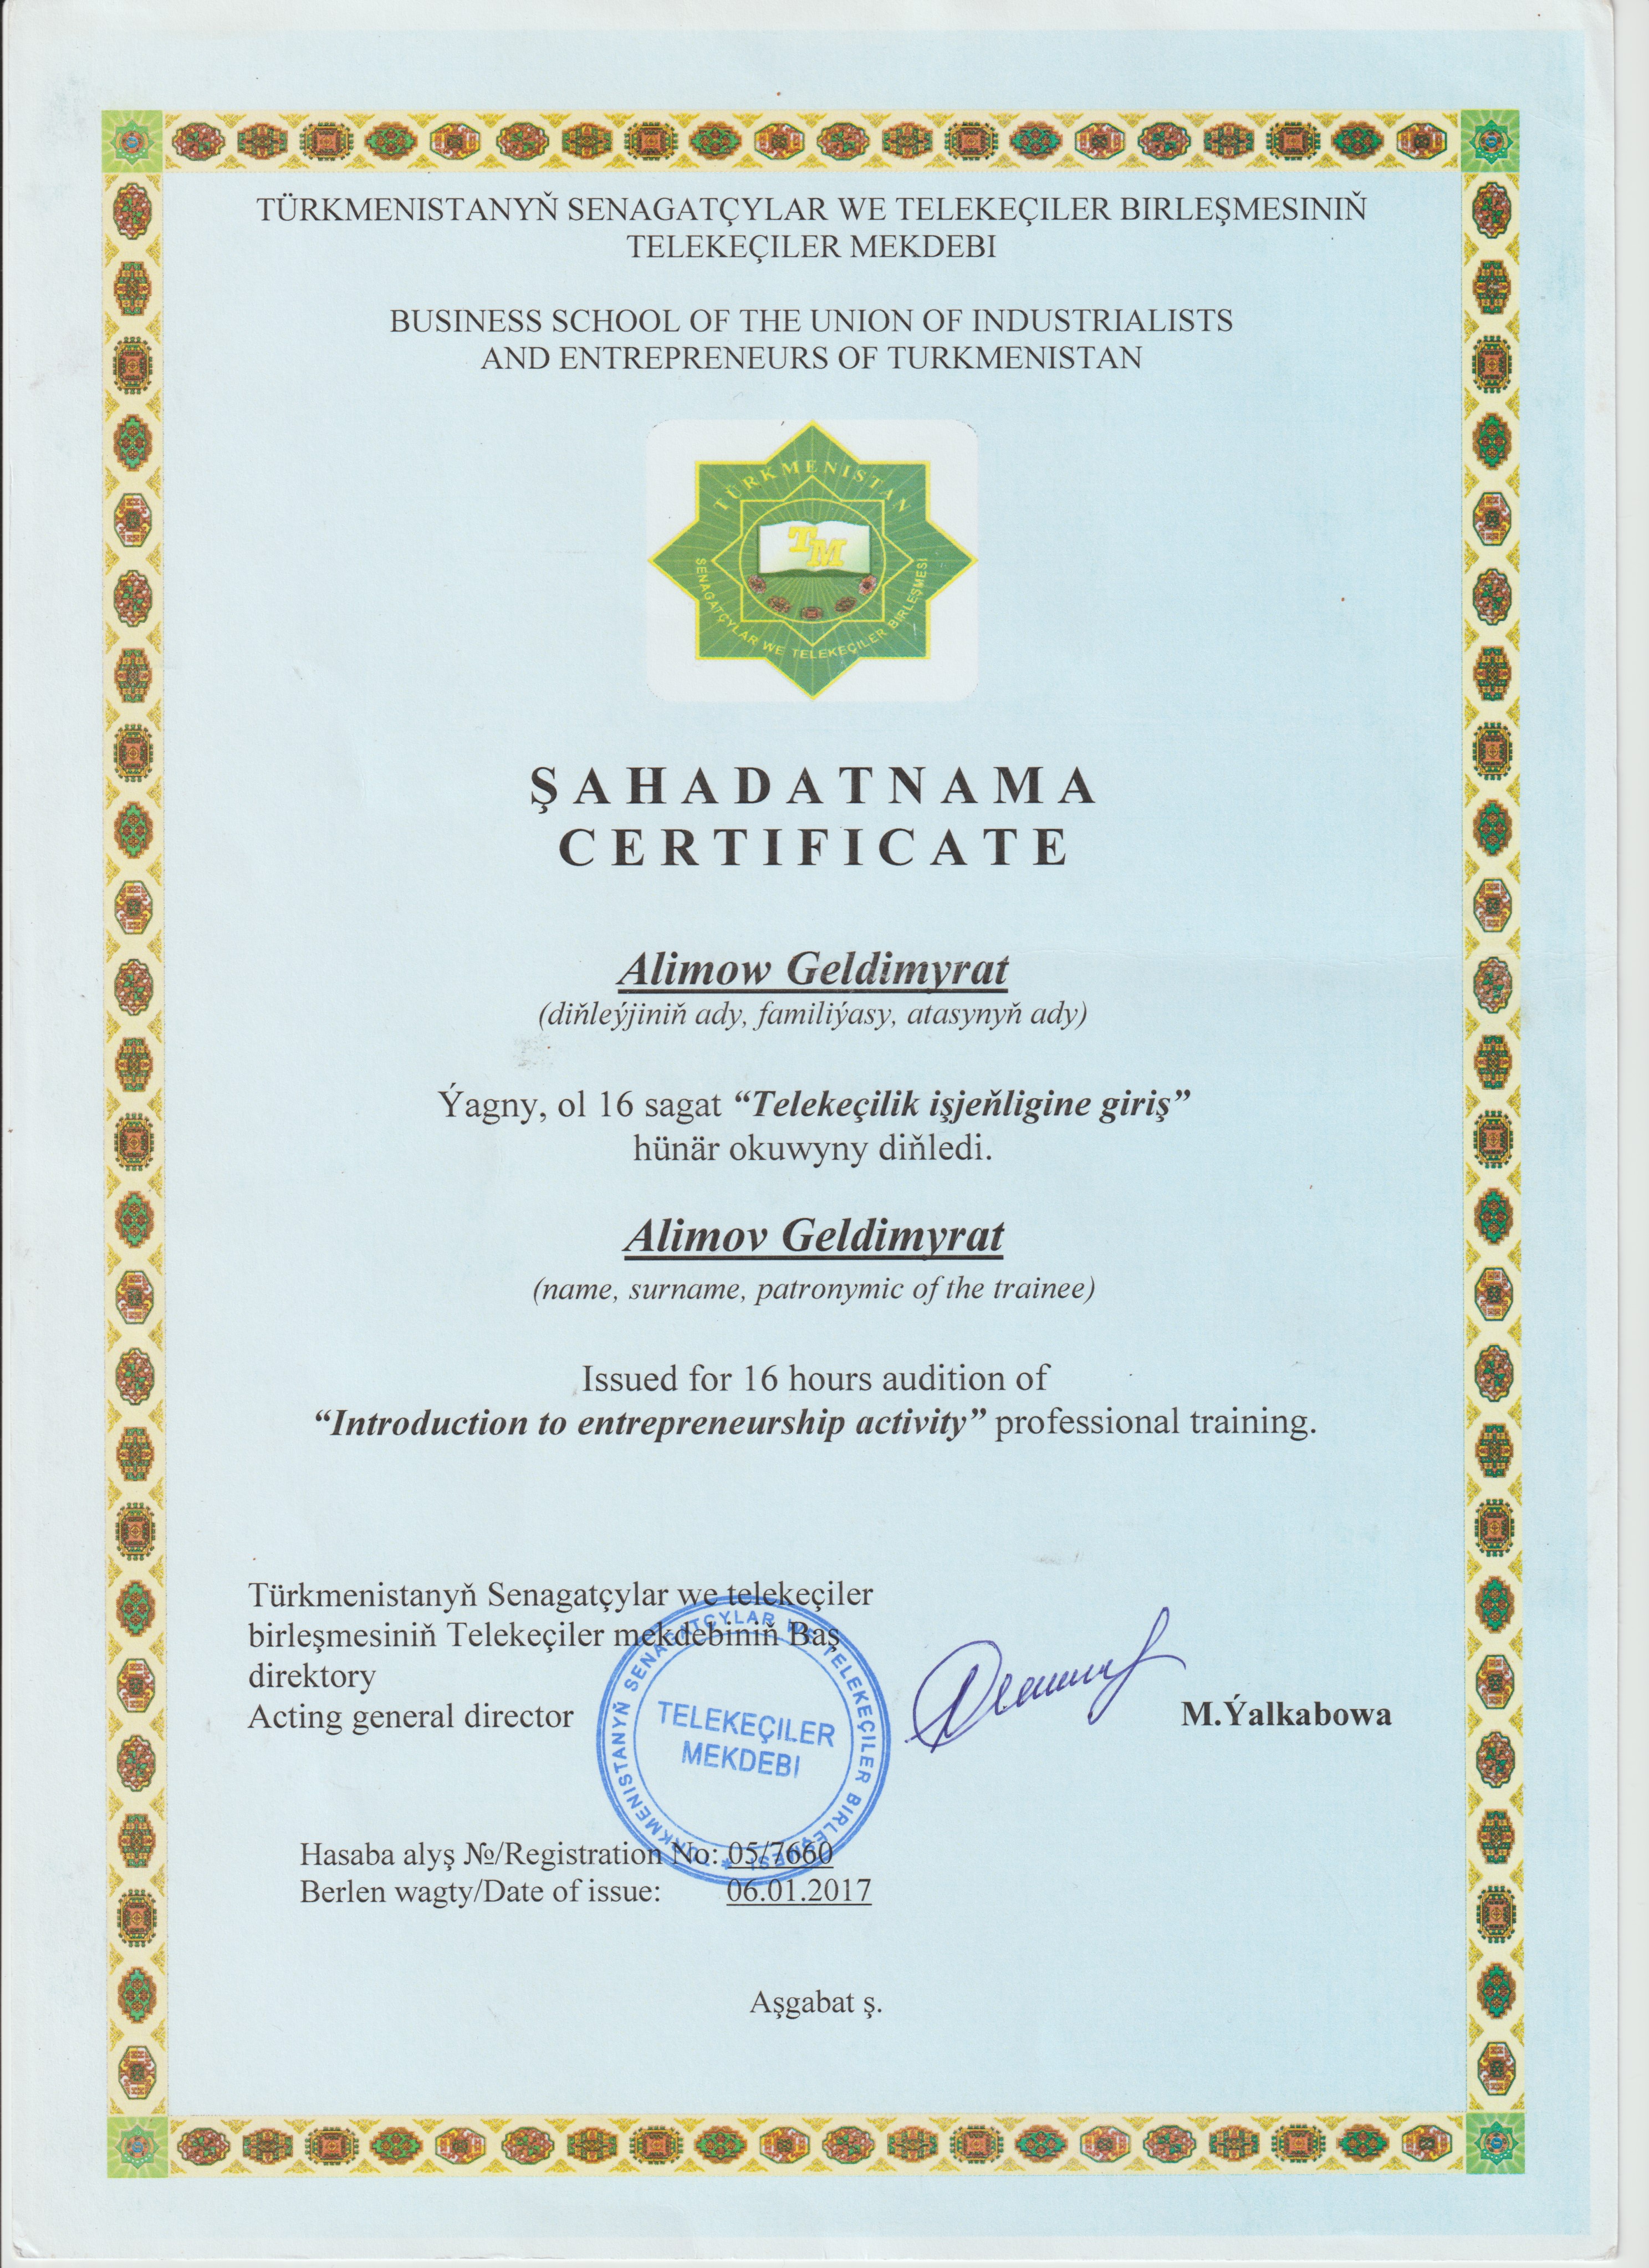 TÜRKMENISTANYŇ SENAGATÇYLAR WE TELEKEÇILER BIRLEŞMESINIŇ
TELEKEÇILER MEKDEBI
BUSINESS SCHOOL OF THE UNION OF INDUSTRIALISTS
AND ENTREPRENEURS OF TURKMENISTAN
TÜRKMENISTAN
TM
SENAGATÇYLAR WE TELEKEÇILER BIRLEŞMESI
ŞAHADATNAMA
CERTIFICATE
Alimow Geldimyrat
(diňleýjiniň ady, familiýasy, atasynyň ady)
Ýagny, ol 16 sagat “Telekeçilik işjeňligine giriş”
hünär okuwyny diňledi.
Alimov Geldimyrat
(name, surname, patronymic of the trainee)
Issued for 16 hours audition of
“Introduction to entrepreneurship activity” professional training.
Türkmenistanyň Senagatçylar we telekeçiler
birleşmesiniň Telekeçiler mekdebiniň Baş
direktory
Acting general director
M.Ýalkabowa
TÜRKMENISTANYŇ SENAGATÇYLAR WE TELEKEÇILER BIRLEŞMESI
TELEKEÇILER
MEKDEBI
Hasaba alyş №/Registration No: 05/7660
Berlen wagty/Date of issue: 06.01.2017
Aşgabat ş.